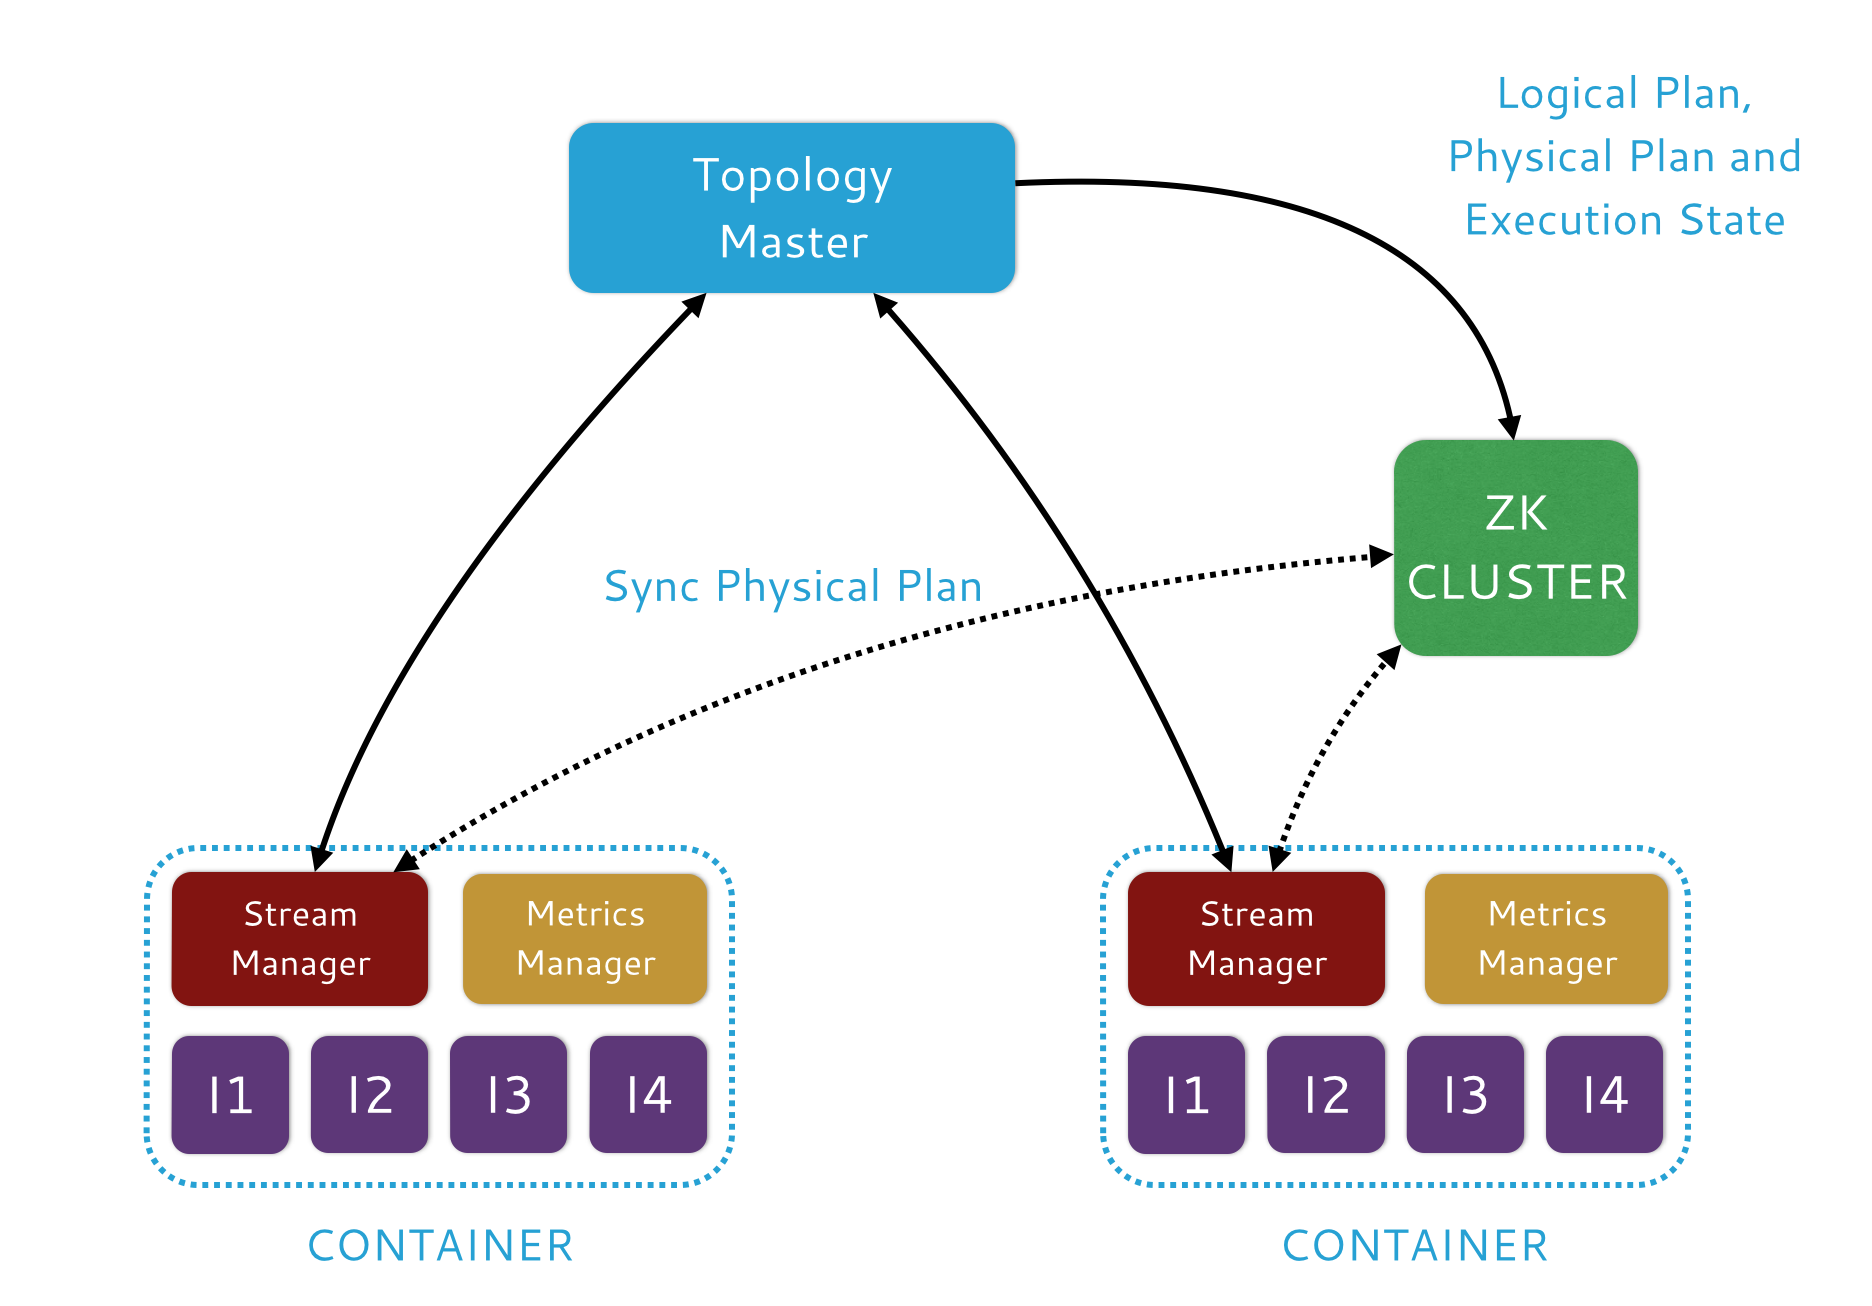 Logical Plan,
Physical Plan and
Execution State
Topology
Master
ZK
CLUSTER
Sync Physical Plan
Stream
Manager
Metrics
Manager
I1
I2
I3
I4
CONTAINER
Stream
Manager
Metrics
Manager
I1
I2
I3
I4
CONTAINER